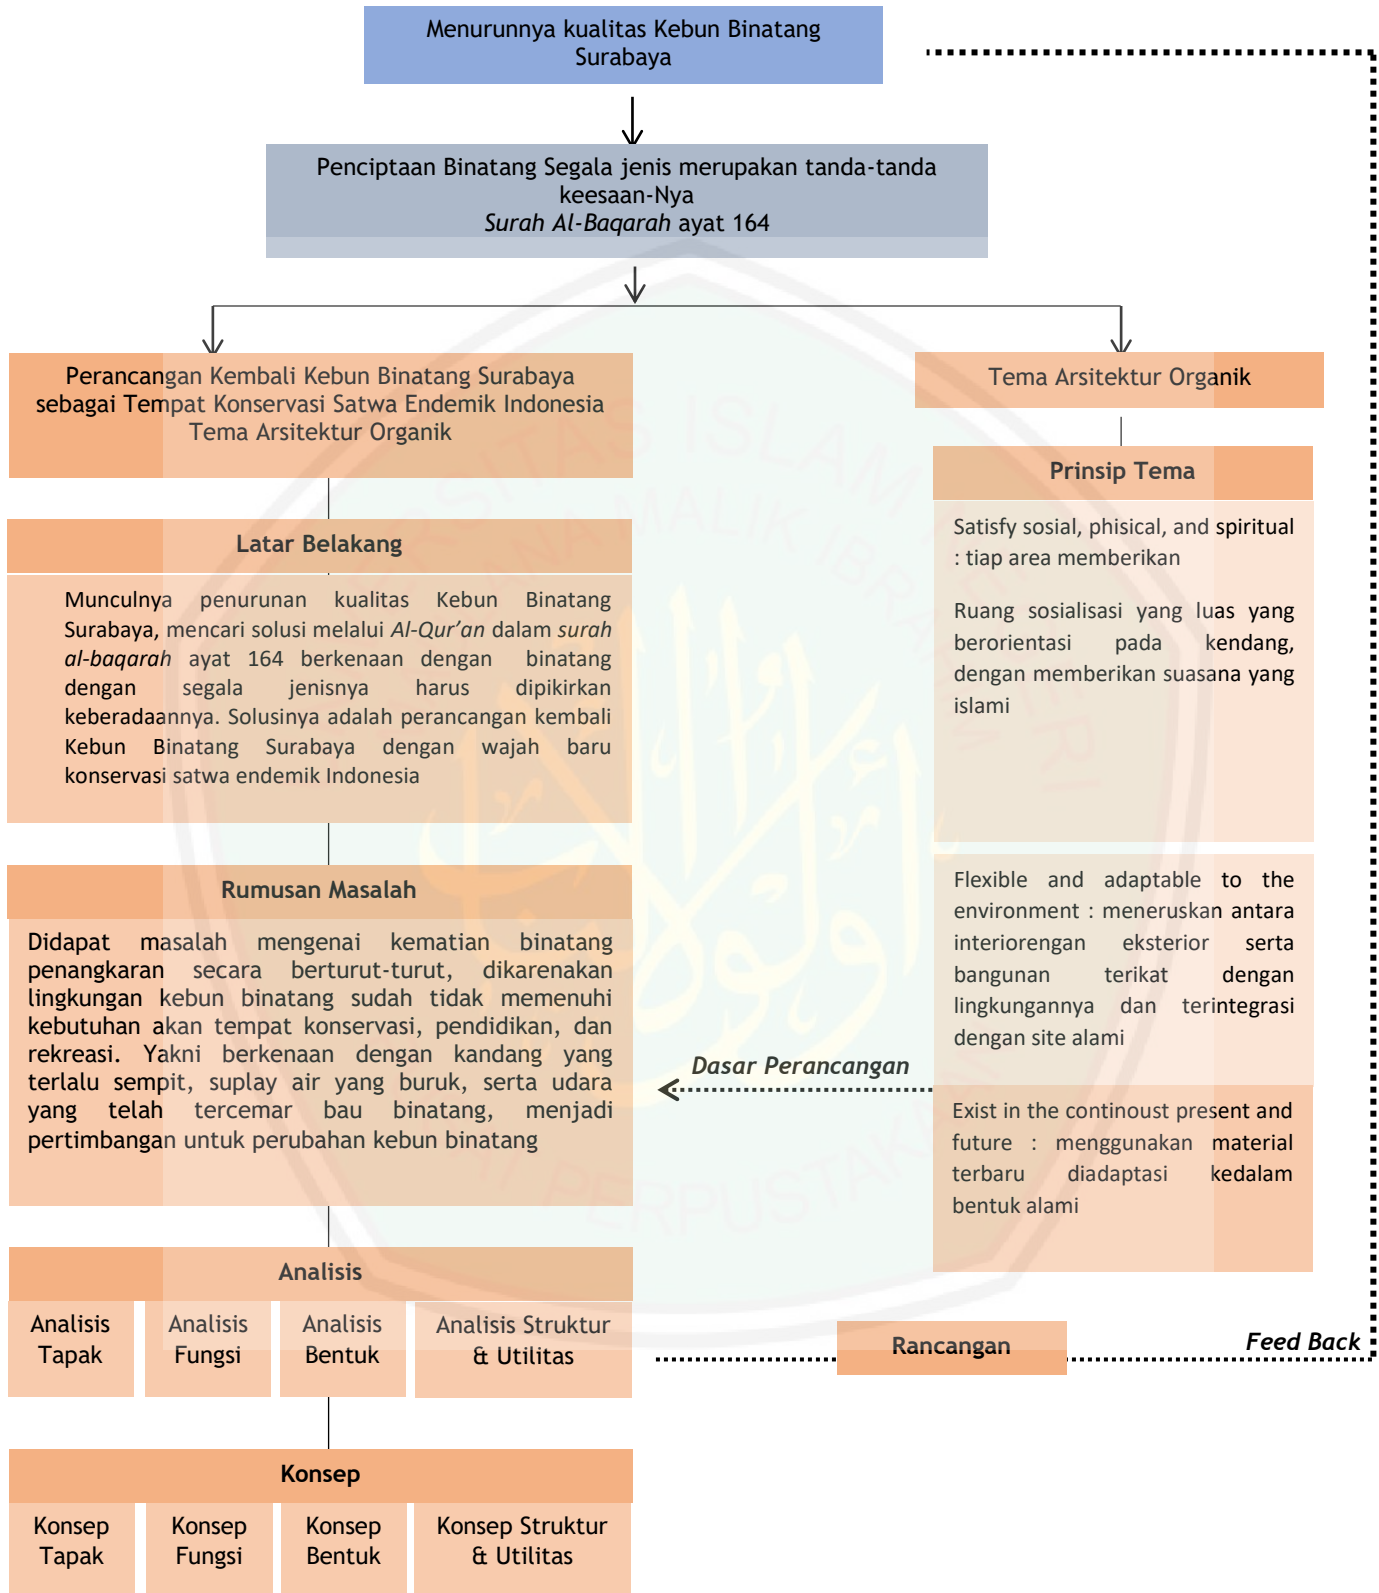 Menurunnya kualitas Kebun Binatang
Surabaya
Penciptaan Binatang Segala jenis merupakan tanda-tanda
keesaan-Nya
Surah Al-Baqarah ayat 164
Perancangan Kembali Kebun Binatang Surabaya
sebagai Tempat Konservasi Satwa Endemik Indonesia
Tema Arsitektur Organik
Latar Belakang
Munculnya penurunan kualitas Kebun Binatang
Surabaya, mencari solusi melalui Al-Qur’an dalam surah
al-baqarah ayat 164 berkenaan dengan binatang
dengan segala jenisnya harus dipikirkan
keberadaannya. Solusinya adalah perancangan kembali
Kebun Binatang Surabaya dengan wajah baru
konservasi satwa endemik Indonesia
Rumusan Masalah
Didapat masalah mengenai kematian binatang
penangkaran secara berturut-turut, dikarenakan
lingkungan kebun binatang sudah tidak memenuhi
kebutuhan akan tempat konservasi, pendidikan, dan
rekreasi. Yakni berkenaan dengan kandang yang
terlalu sempit, suplay air yang buruk, serta udara
yang telah tercemar bau binatang, menjadi
pertimbangan untuk perubahan kebun binatang
Tema Arsitektur Organik
Prinsip Tema
Satisfy sosial, phisical, and spiritual
: tiap area memberikan
Ruang sosialisasi yang luas yang
berorientasi pada kendang,
dengan memberikan suasana yang
islami
Flexible and adaptable to the
environment : meneruskan antara
interiorengan eksterior serta
bangunan terikat dengan
lingkungannya dan terintegrasi
dengan site alami
Exist in the continoust present and
future : menggunakan material
terbaru diadaptasi kedalam
bentuk alami
Dasar Perancangan
Analisis
Analisis
Tapak
Analisis
Fungsi
Analisis
Bentuk
Analisis Struktur
& Utilitas
Rancangan
Feed Back
Konsep
Konsep
Tapak
Konsep
Fungsi
Konsep
Bentuk
Konsep Struktur
& Utilitas